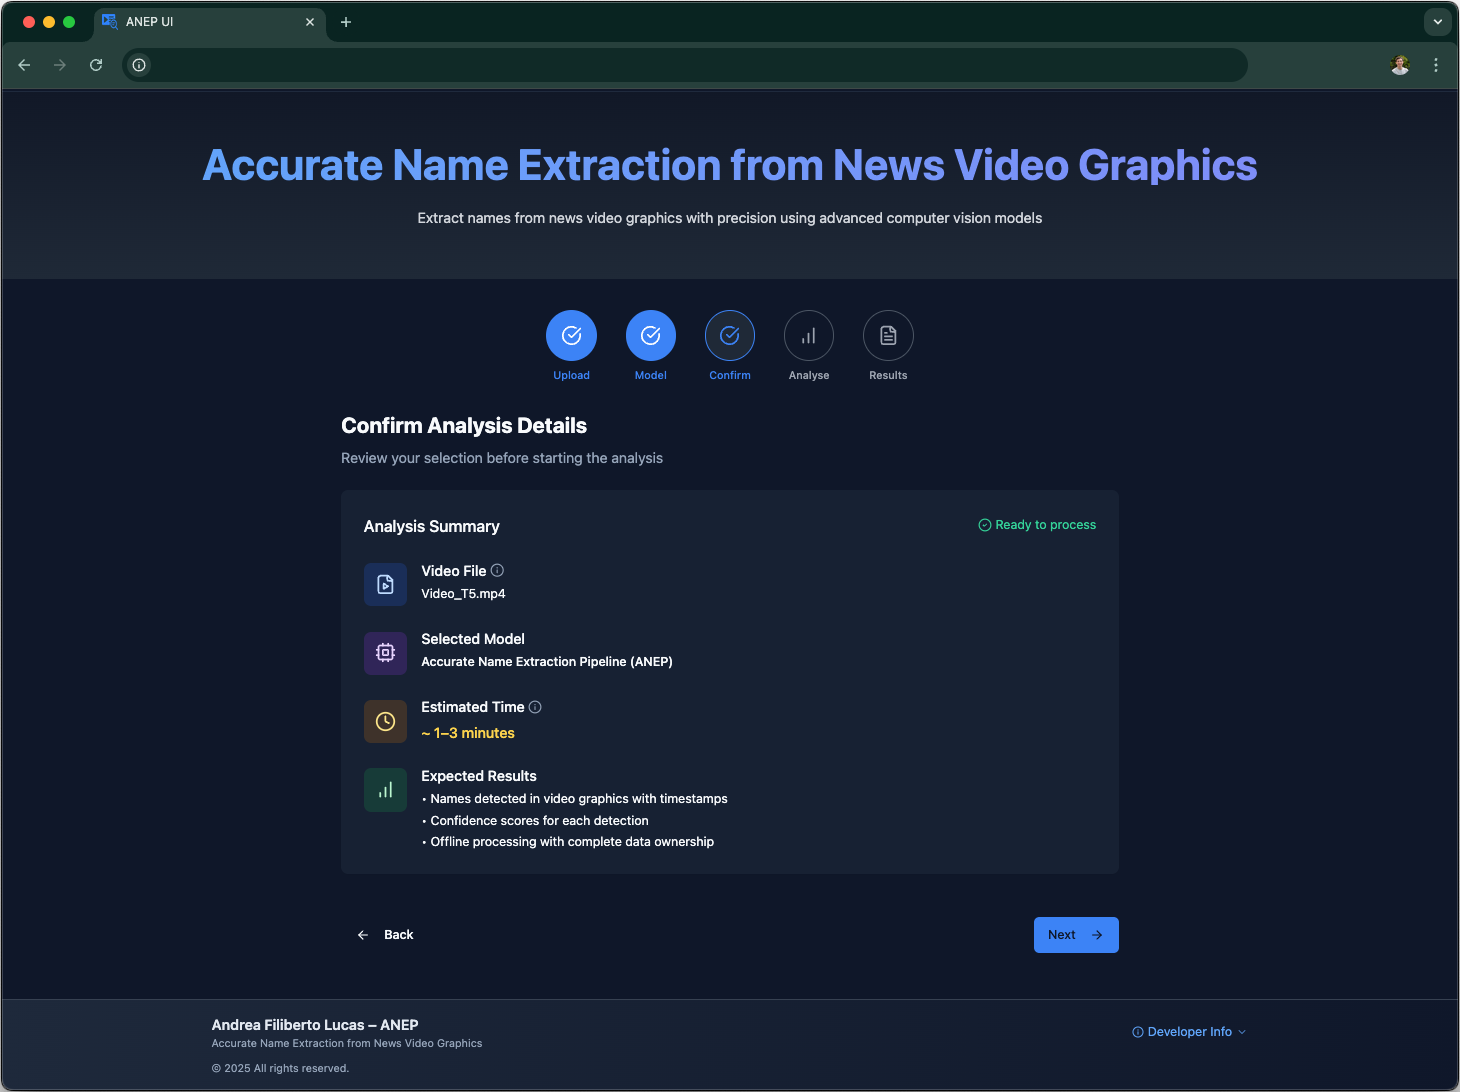 ANEP UI
Accurate Name Extraction from News Video Graphics
Extract names from news video graphics with precision using advanced computer vision models
Upload
Model
Confirm
Analyse
Results
Confirm Analysis Details
Review your selection before starting the analysis
Analysis Summary
Ready to process
Video File
Video_T5.mp4
Selected Model
Accurate Name Extraction Pipeline (ANEP)
Estimated Time
~ 1–3 minutes
Expected Results
• Names detected in video graphics with timestamps
• Confidence scores for each detection
• Offline processing with complete data ownership
Back
Next
Andrea Filiberto Lucas – ANEP
Accurate Name Extraction from News Video Graphics
© 2025 All rights reserved.
Developer Info